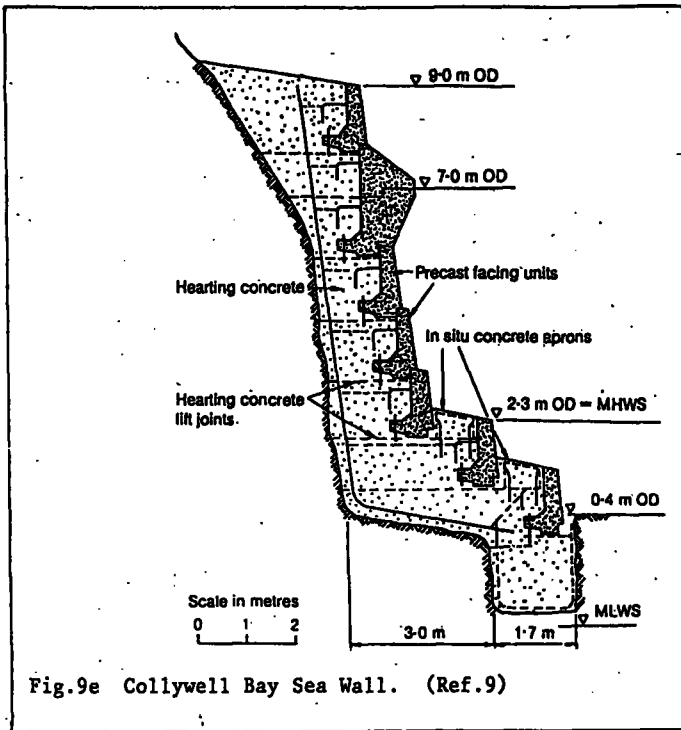 9·0 m OD
7·0 m OD
Hearting concrete
Precast facing units
In situ concrete aprons
Hearting concrete
lift joints.
2·3 m OD = MHWS
0·4 m OD
Scale in metres
0 1 2
3·0 m
1·7 m
MLWS
Fig.9e Collywell Bay Sea Wall. (Ref.9)